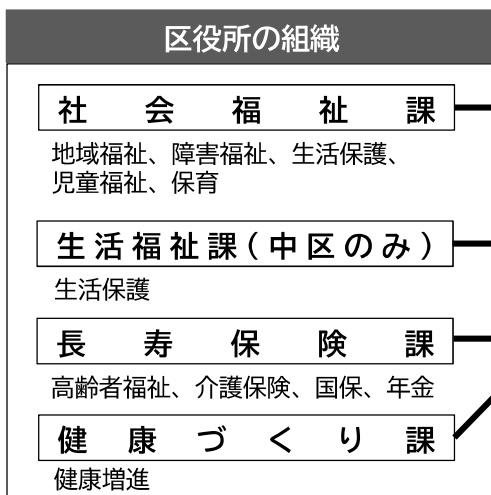 区役所の組織
社会福祉課
地域福祉、障害福祉、生活保護、
児童福祉、保育
生活福祉課(中区のみ)
生活保護
長寿保険課
高齢者福祉、介護保険、国保、年金
健康づくり課
健康増進